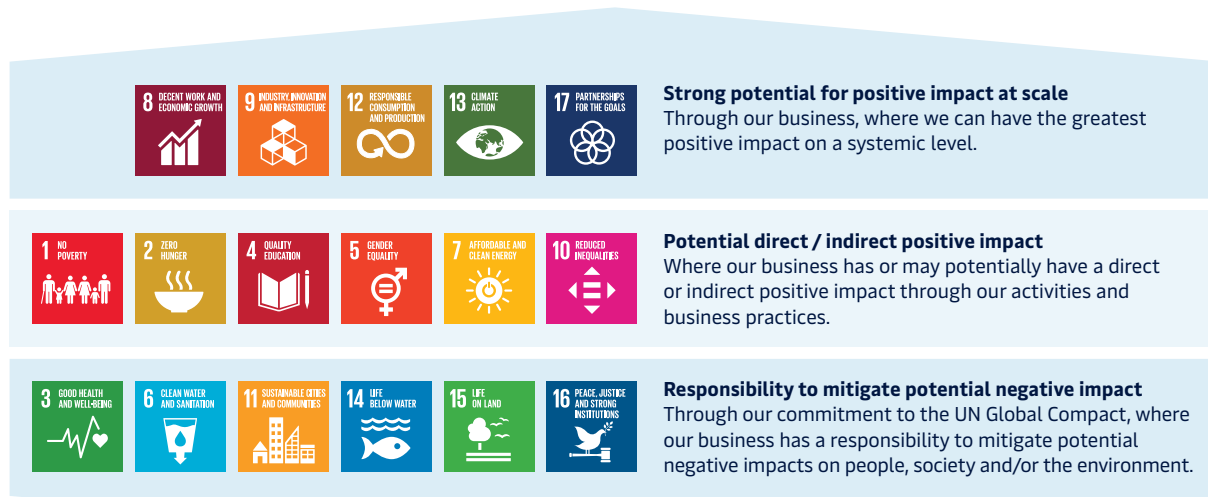 8 DECENT WORK AND
ECONOMIC GROWTH
9 INDUSTRY, INNOVATION
AND INFRASTRUCTURE
12 RESPONSIBLE
CONSUMPTION
AND PRODUCTION
13 CLIMATE
ACTION
17 PARTNERSHIPS
FOR THE GOALS
Strong potential for positive impact at scale
Through our business, where we can have the greatest
positive impact on a systemic level.
1 NO
POVERTY
2 ZERO
HUNGER
4 QUALITY
EDUCATION
5 GENDER
EQUALITY
7 AFFORDABLE AND
CLEAN ENERGY
10 REDUCED
INEQUALITIES
Potential direct / indirect positive impact
Where our business has or may potentially have a direct
or indirect positive impact through our activities and
business practices.
3 GOOD HEALTH
AND WELL-BEING
6 CLEAN WATER
AND SANITATION
11 SUSTAINABLE CITIES
AND COMMUNITIES
14 LIFE
BELOW WATER
15 LIFE
ON LAND
16 PEACE, JUSTICE
AND STRONG
INSTITUTIONS
Responsibility to mitigate potential negative impact
Through our commitment to the UN Global Compact, where
our business has a responsibility to mitigate potential
negative impacts on people, society and/or the environment.